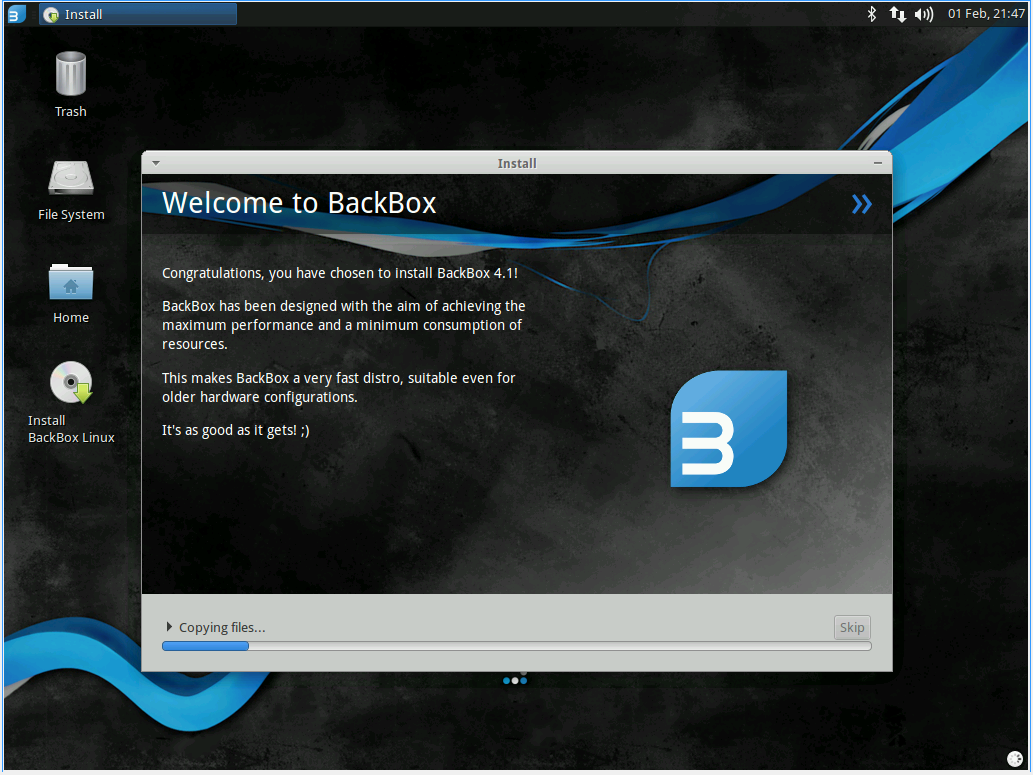 Install
01 Feb, 21:47
Trash
File System
Home
Install
BackBox Linux
Install
Welcome to BackBox
Congratulations, you have chosen to install BackBox 4.1!
BackBox has been designed with the aim of achieving the
maximum performance and a minimum consumption of
resources.
This makes BackBox a very fast distro, suitable even for
older hardware configurations.
It's as good as it gets! ;)
Copying files...
Skip